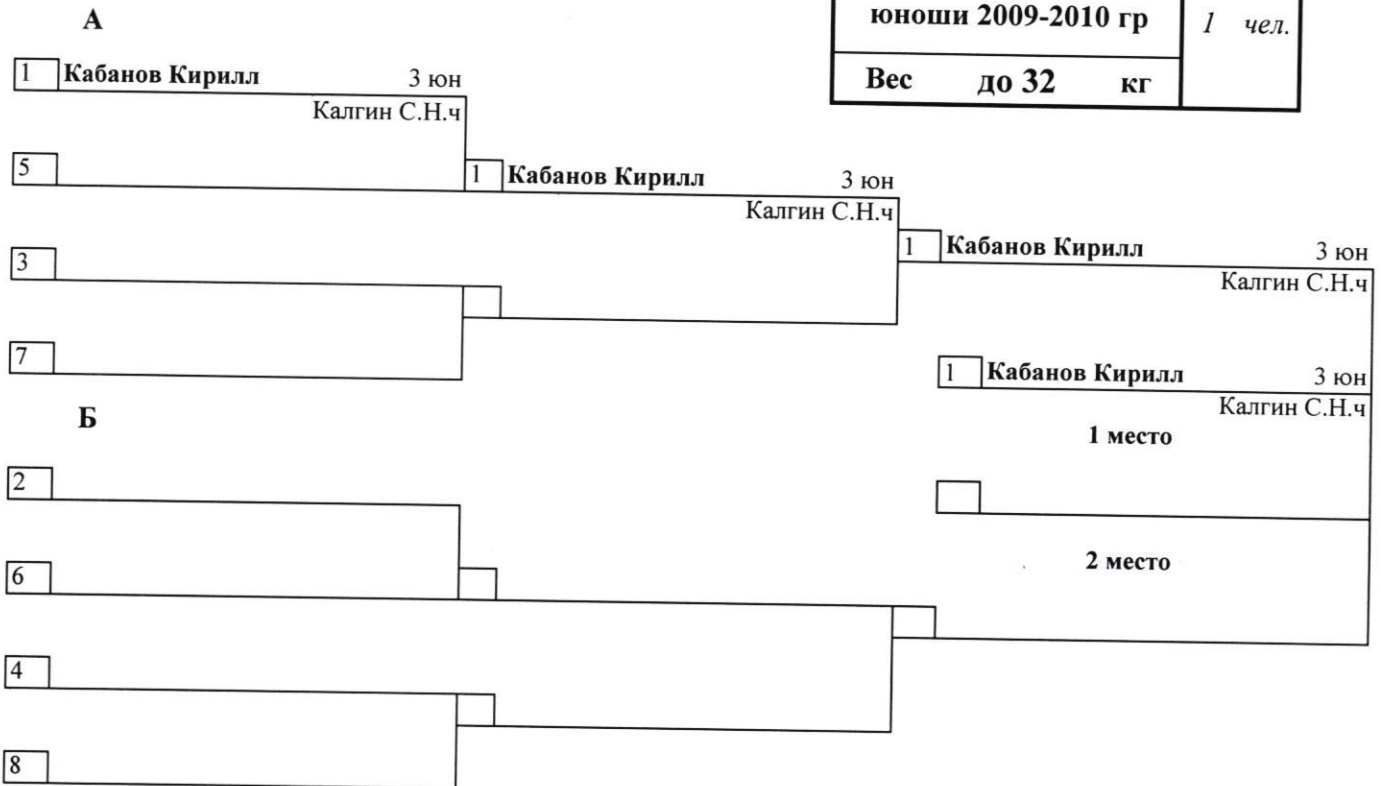 А
юноши 2009-2010 гр
1 чел.
Вес до 32 кг
1 Кабанов Кирилл 3 юн
Калгин С.Н.ч
5
1 Кабанов Кирилл 3 юн
Калгин С.Н.ч
3
1 Кабанов Кирилл 3 юн
Калгин С.Н.ч
7
1 Кабанов Кирилл 3 юн
Калгин С.Н.ч
1 место
Б
2
2 место
6
4
8